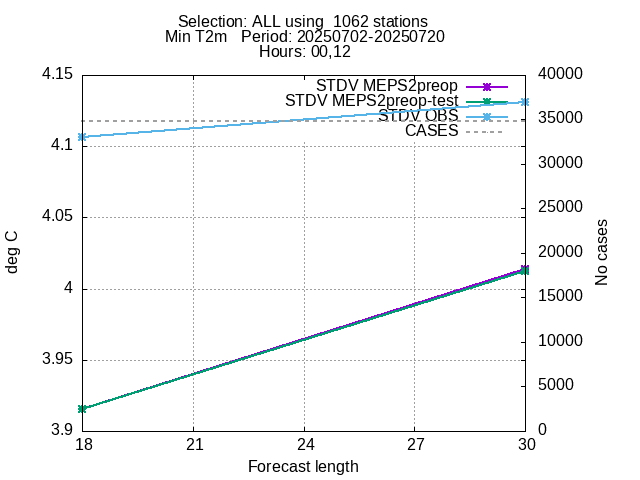 Selection: ALL using  1062 stations
Min T2m   Period: 20250702-20250720
Hours: 00,12
STDV MEPS2preop
STDV MEPS2preop-test
STDV OBS
CASES
4.15
4.1
4.05
4
3.95
3.9
deg C
40000
35000
30000
25000
20000
15000
10000
5000
0
No cases
18
21
24
27
30
Forecast length